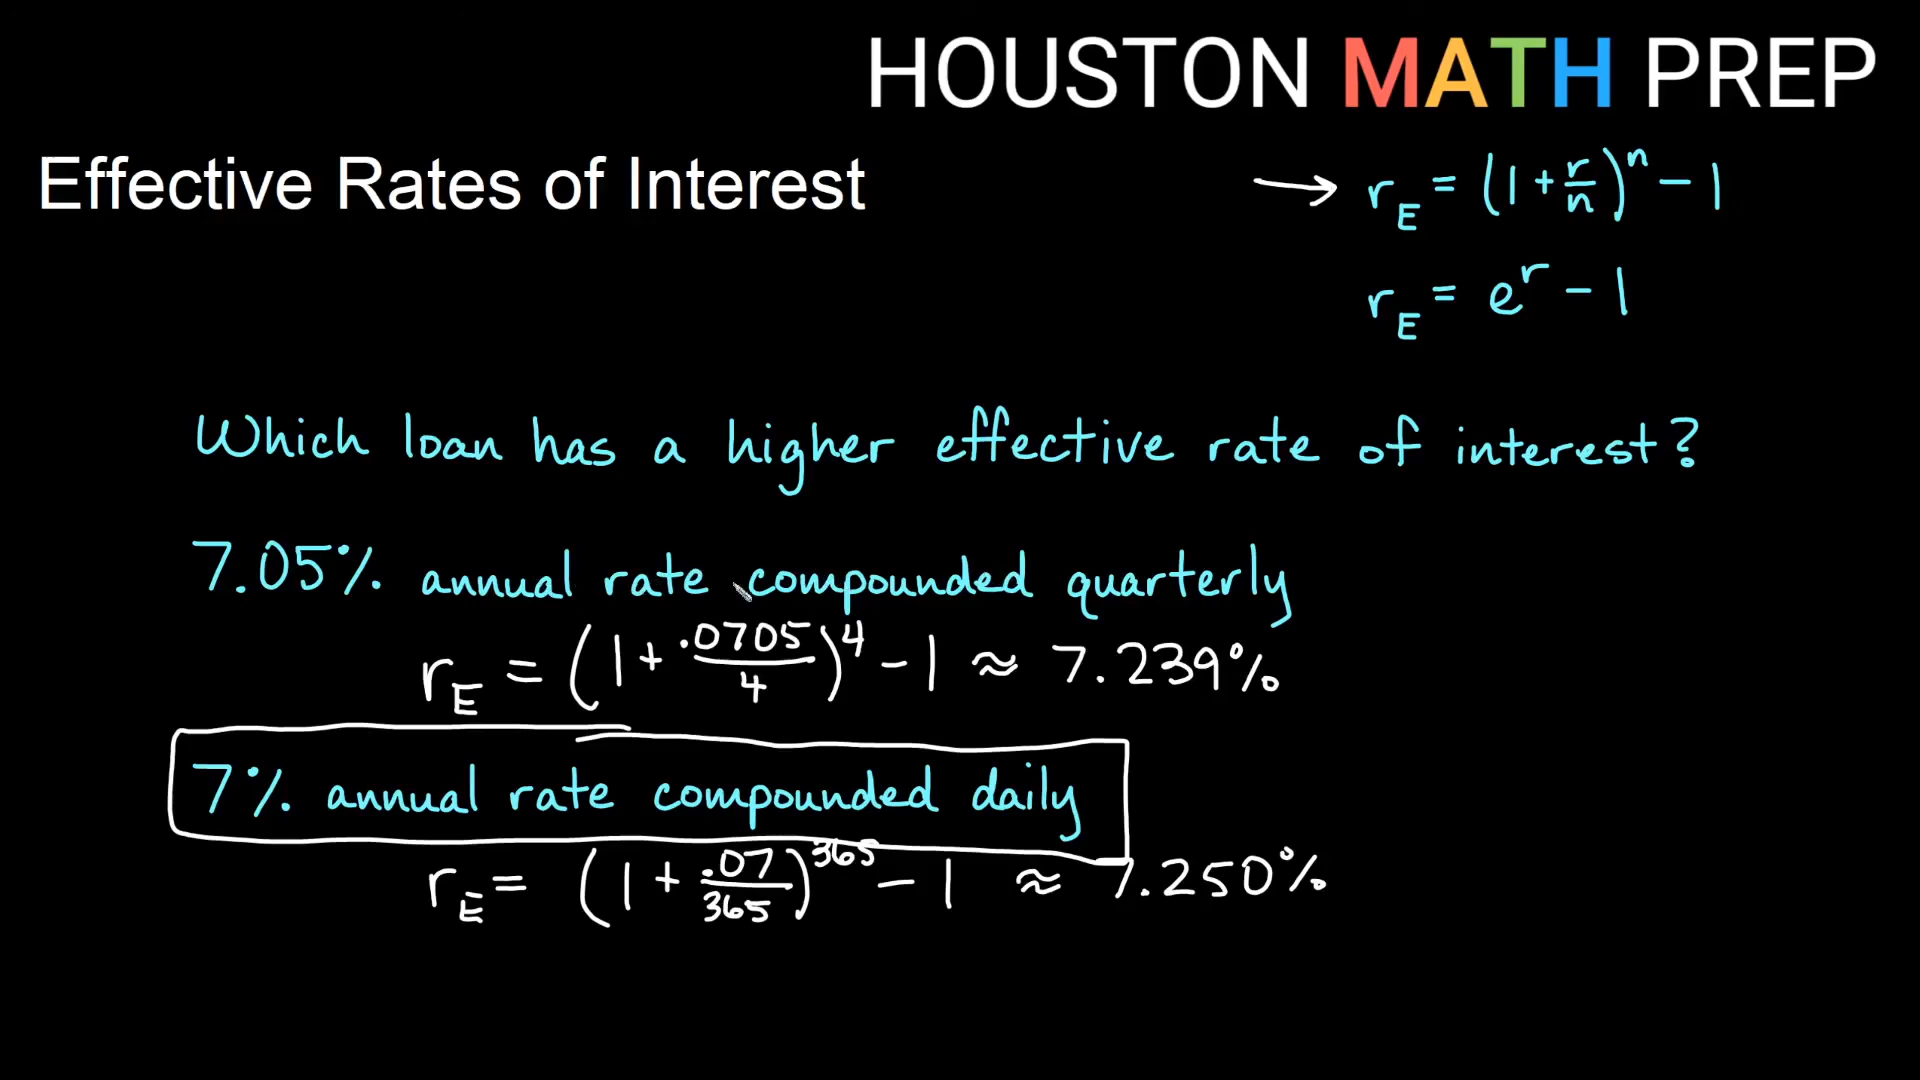 HOUSTON MATH PREP
Effective Rates of Interest
→ r_E = (1 + r/n)^n − 1
r_E = e^r − 1
Which loan has a higher effective rate of interest?
7.05% annual rate compounded quarterly
r_E = (1 + .0705/4)^4 − 1 ≈ 7.239%
7% annual rate compounded daily
r_E = (1 + .07/365)^365 − 1 ≈ 7.250%